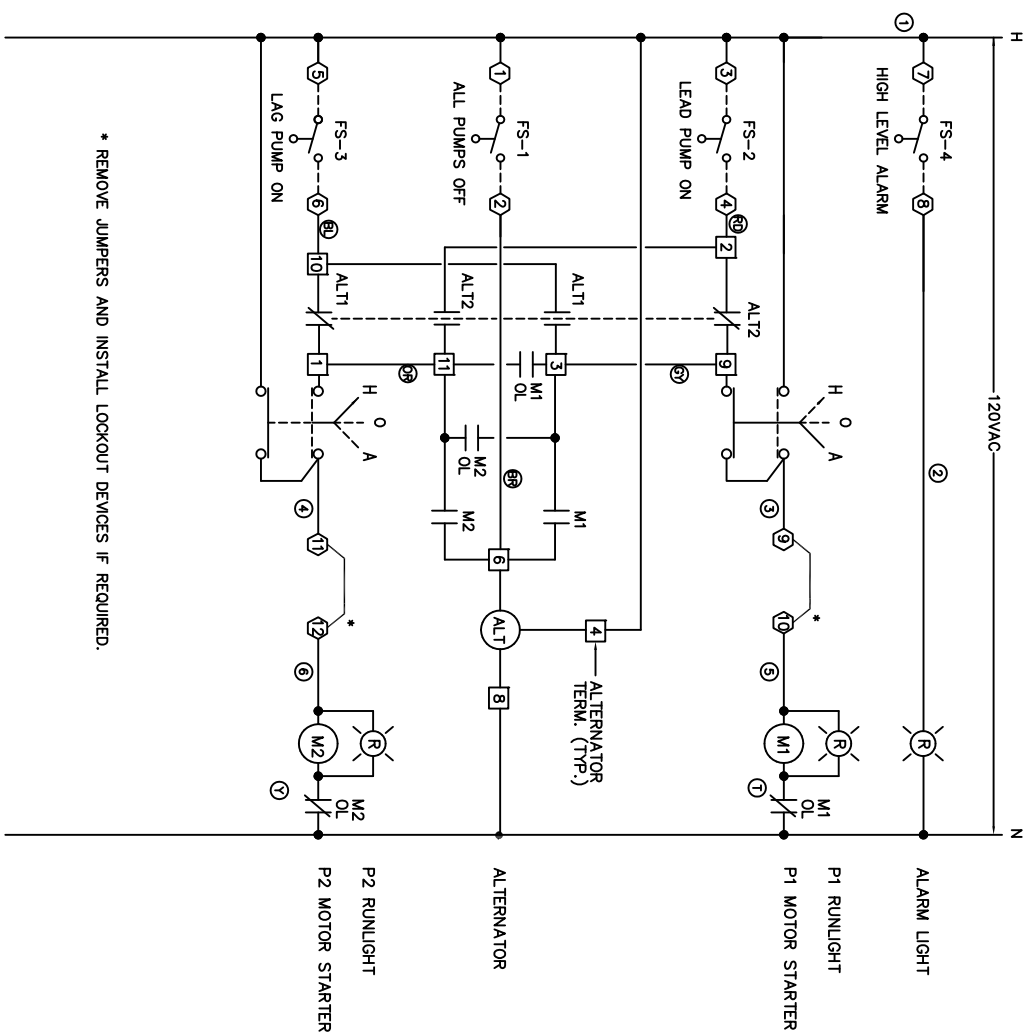 H
120VAC
N
1
7
FS-4
HIGH LEVEL ALARM
8
2
R
ALARM LIGHT
H
O
A
3
9
*
10
5
R
P1 RUNLIGHT
M1
T
M1
OL
P1 MOTOR STARTER
3
FS-2
LEAD PUMP ON
4
RD
2
ALT2
9
GY
4
ALTERNATOR
TERM. (TYP.)
ALT1
3
M1
OL
M1
1
FS-1
ALL PUMPS OFF
2
BR
6
ALT
8
ALTERNATOR
ALT2
11
M2
OL
M2
OR
5
FS-3
LAG PUMP ON
6
BL
10
ALT1
1
H
O
A
4
11
*
12
6
R
P2 RUNLIGHT
M2
Y
M2
OL
P2 MOTOR STARTER
* REMOVE JUMPERS AND INSTALL LOCKOUT DEVICES IF REQUIRED.